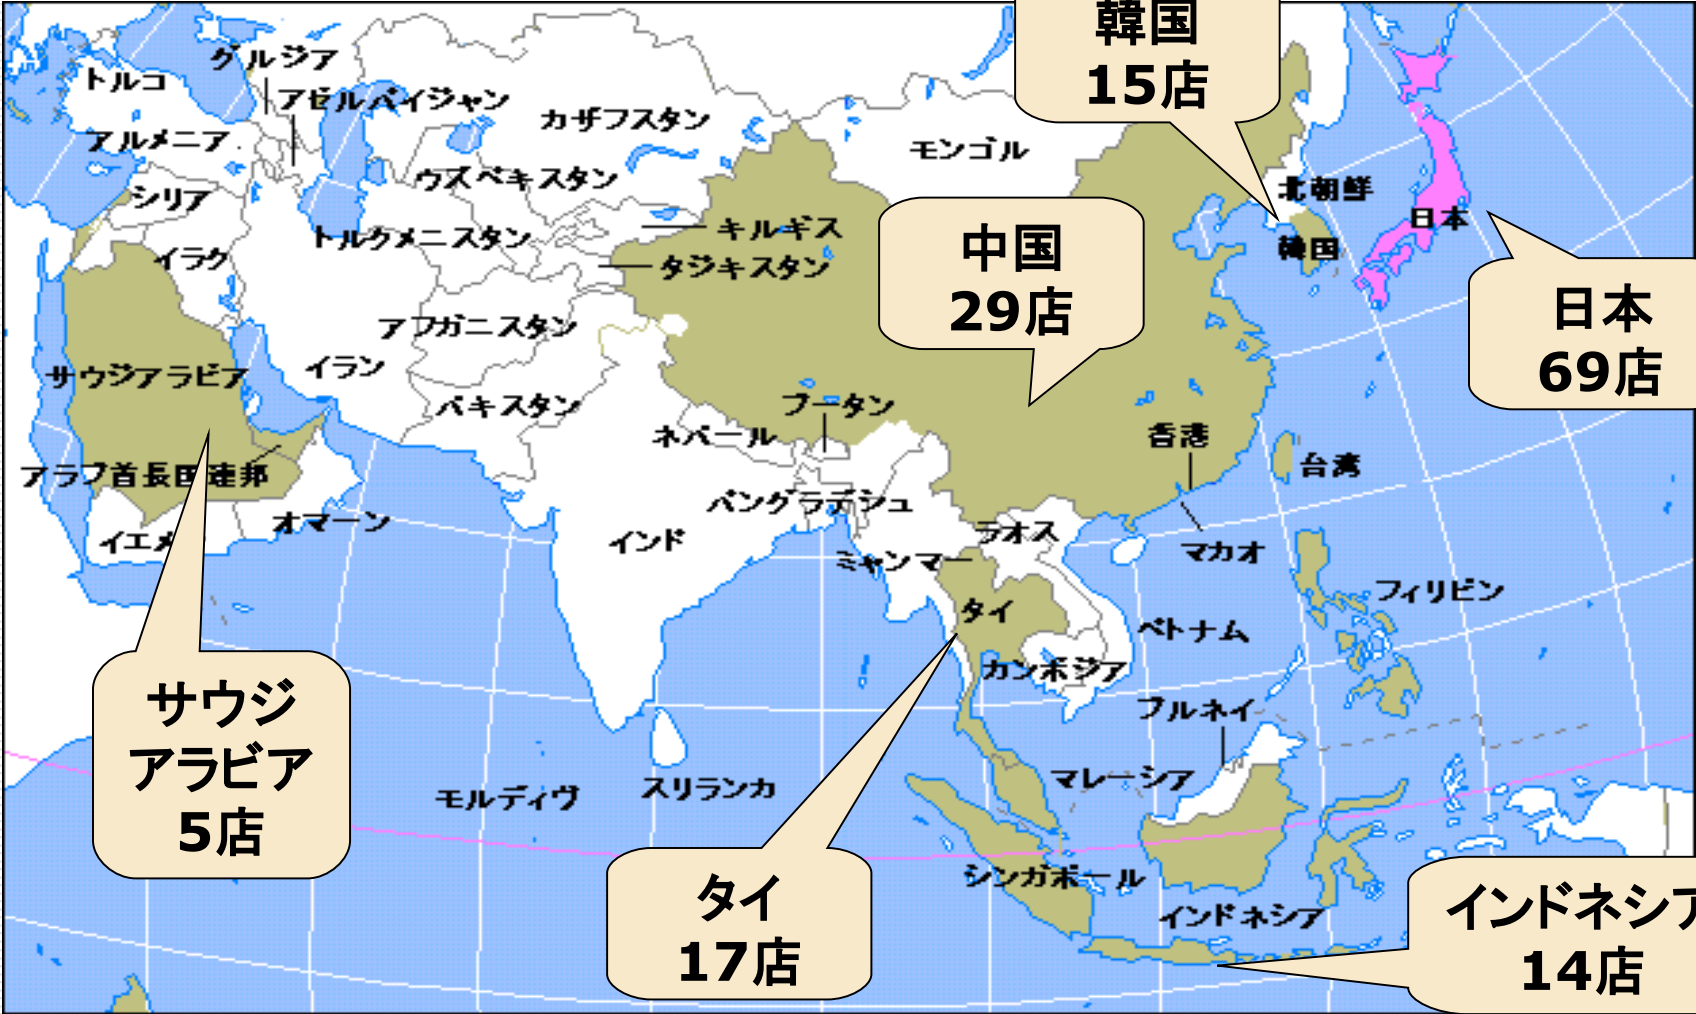 韓国
15店
グルジア
トルコ
アゼルバイジャン
カザフスタン
アルメニア
モンゴル
ウズベキスタン
シリア
北朝鮮
日本
キルギス
トルクメニスタン
中国
29店
韓国
イラク
タジキスタン
日本
69店
アフガニスタン
イラン
サウジアラビア
パキスタン
ブータン
ネパール
香港
台湾
アラブ首長国連邦
バングラデシュ
オマーン
イエメ
インド
ラオス
マカオ
ミャンマー
フィリピン
タイ
ベトナム
カンボジア
サウジ
アラビア
5店
ブルネイ
マレーシア
モルディヴ
スリランカ
シンガポール
タイ
17店
インドネシア
インドネシア
14店